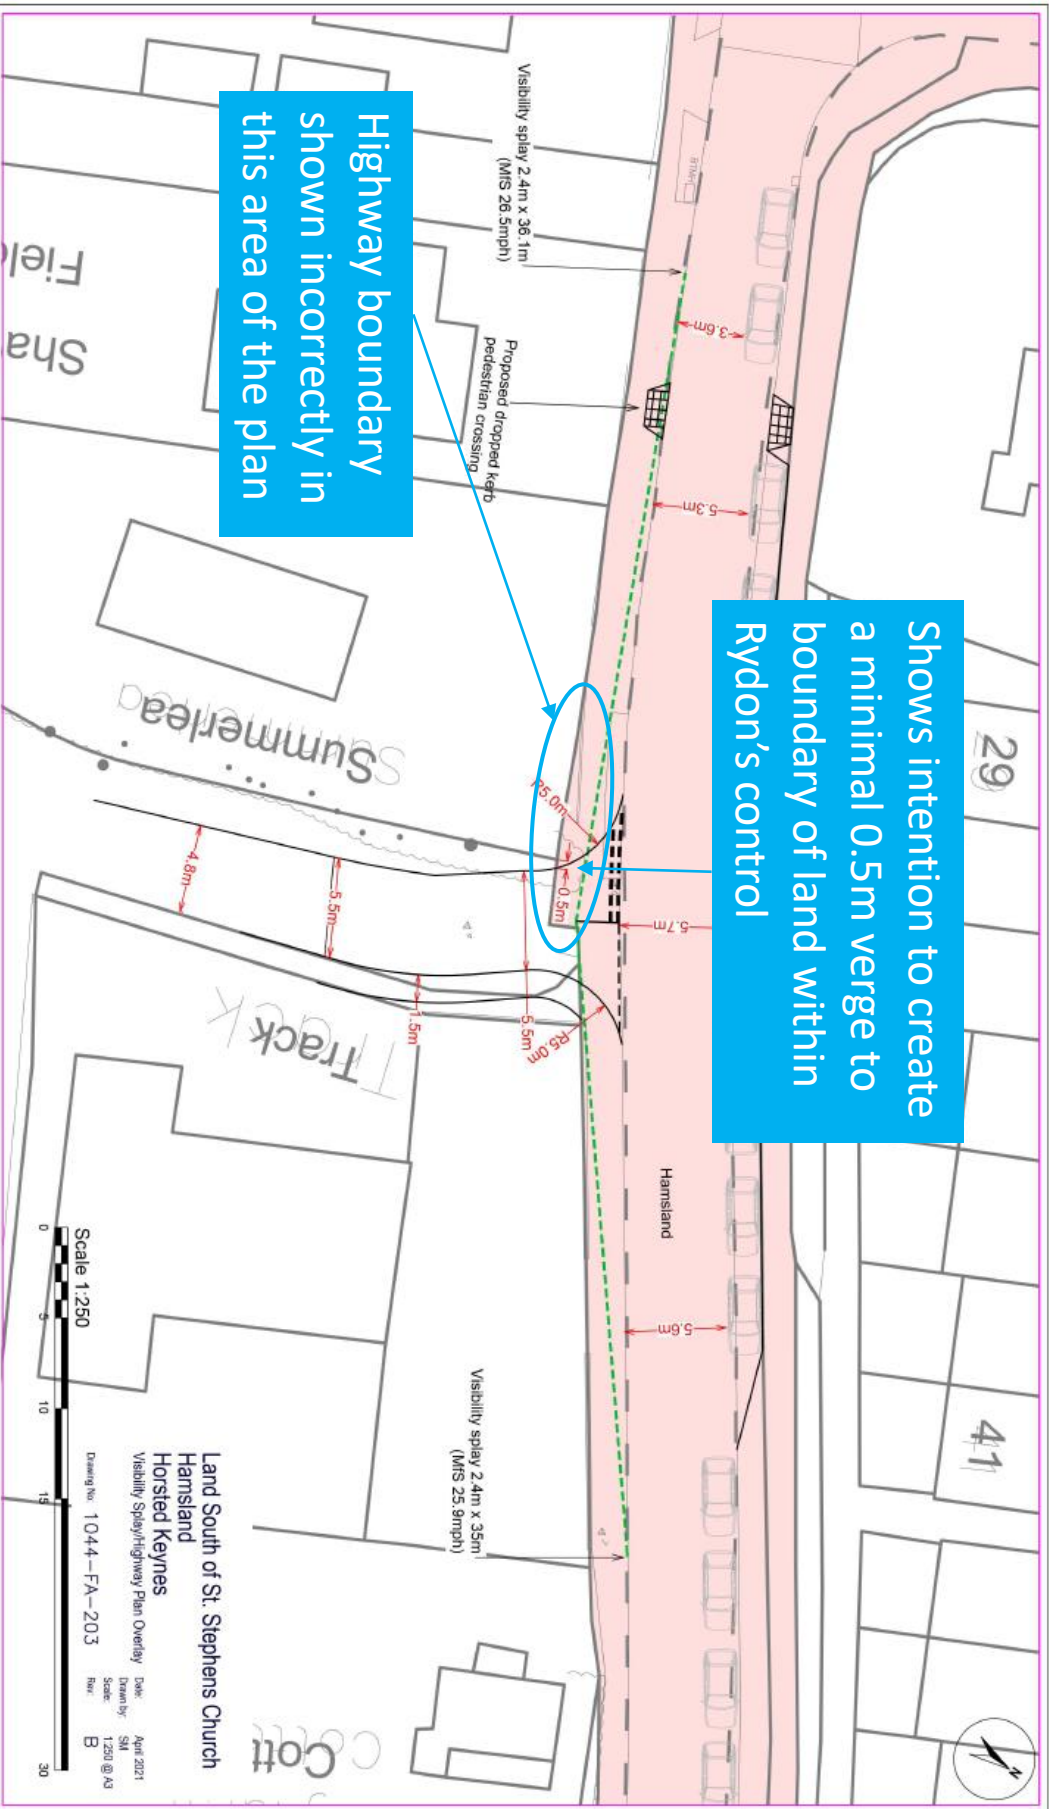 Shows intention to create
a minimal 0.5m verge to
boundary of land within
Rydon's control
Highway boundary
shown incorrectly in
this area of the plan
Visibility splay 2.4m x 36.1m
(MfS 26.5mph)
Proposed dropped kerb
pedestrian crossing
3.6m
5.3m
29
41
Hamsland
5.7m
5.6m
R5.0m
0.5m
R5.0m
5.5m
1.5m
5.5m
4.8m
Summerlea
Track
Visibility splay 2.4m x 35m
(MfS 25.9mph)
Scale 1:250
0 5 10 15 30
Land South of St. Stephens Church
Hamsland
Horsted Keynes
Visibility Splay/Highway Plan Overlay
Drawing No: 1044-FA-203
Date: April 2021
Drawn by: SM
Scale: 1:250 @ A3
Rev: B
Cott
Sha
Fiel
N